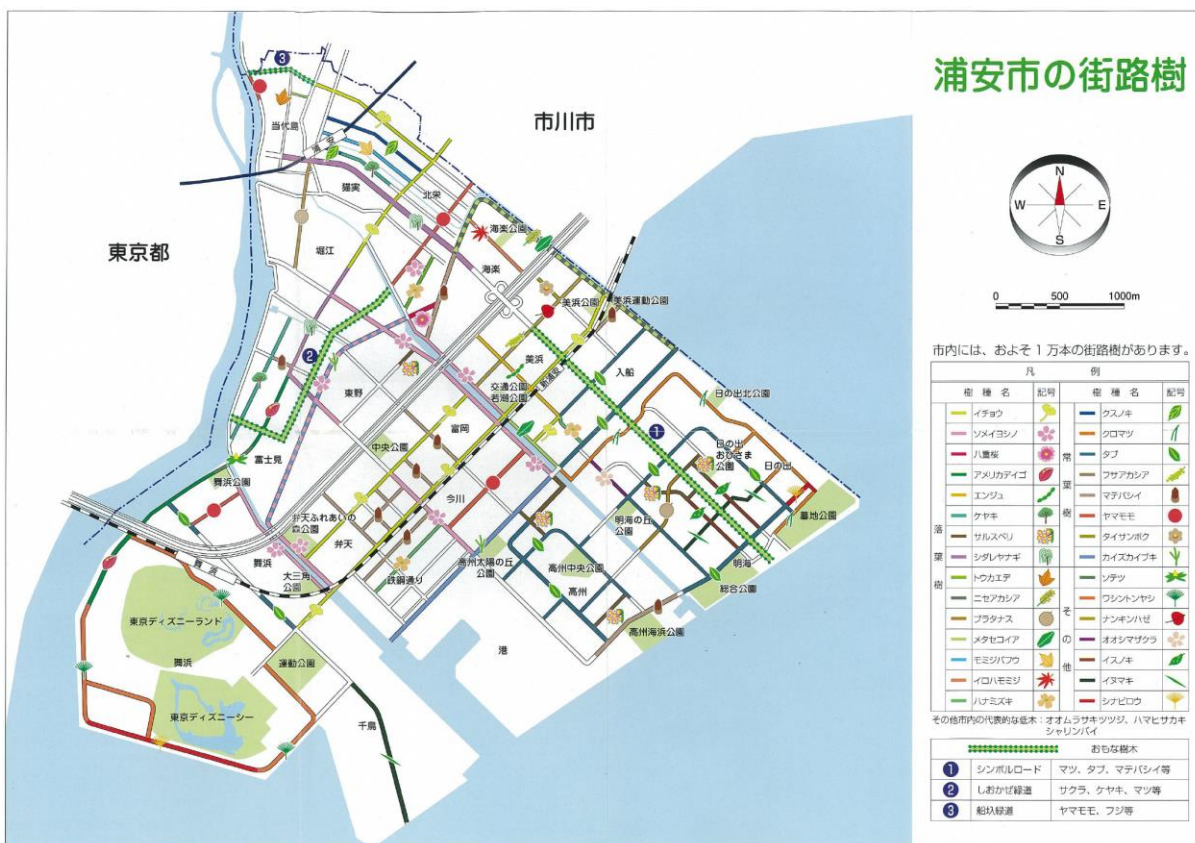 浦安市の街路樹
市川市
東京都
N
W E
S
0 500 1000m
市内には、およそ1万本の街路樹があります。
凡 例
樹種名 記号 樹種名 記号
落葉樹
イチョウ
ソメイヨシノ
八重桜
アメリカデイゴ
エンジュ
ケヤキ
サルスベリ
シダレヤナギ
トウカエデ
ニセアカシア
プラタナス
メタセコイア
モミジバフウ
イロハモミジ
ハナミズキ
常葉樹
クスノキ
クロマツ
タブ
フサアカシア
マテバシイ
ヤマモモ
タイサンボク
カイズカイブキ
その他
ソテツ
ワシントンヤシ
ナンキンハゼ
オオシマザクラ
イスノキ
イヌマキ
シナビロウ
その他市内の代表的な低木：オオムラサキツツジ、ハマヒサカキ
シャリンバイ
おもな樹木
1 シンボルロード マツ、タブ、マテバシイ等
2 しおかぜ緑道 サクラ、ケヤキ、マツ等
3 船圦緑道 ヤマモモ、フジ等
3
当代島
猫実
北栄
堀江
海楽公園
海楽
美浜公園
美浜運動公園
2
美浜
入船
東野
交通公園
若潮公園
新浦安
日の出北公園
1
富岡
中央公園
日の出
おひさま
公園
日の出
富士見
舞浜公園
今川
弁天ふれあいの
森公園
弁天
明海の丘
公園
墓地公園
舞浜
舞浜
大三角
公園
鉄鋼通り
高州太陽の丘
公園
高州中央公園
明海
高州
総合公園
東京ディズニーランド
高州海浜公園
舞浜
運動公園
港
東京ディズニーシー
千鳥